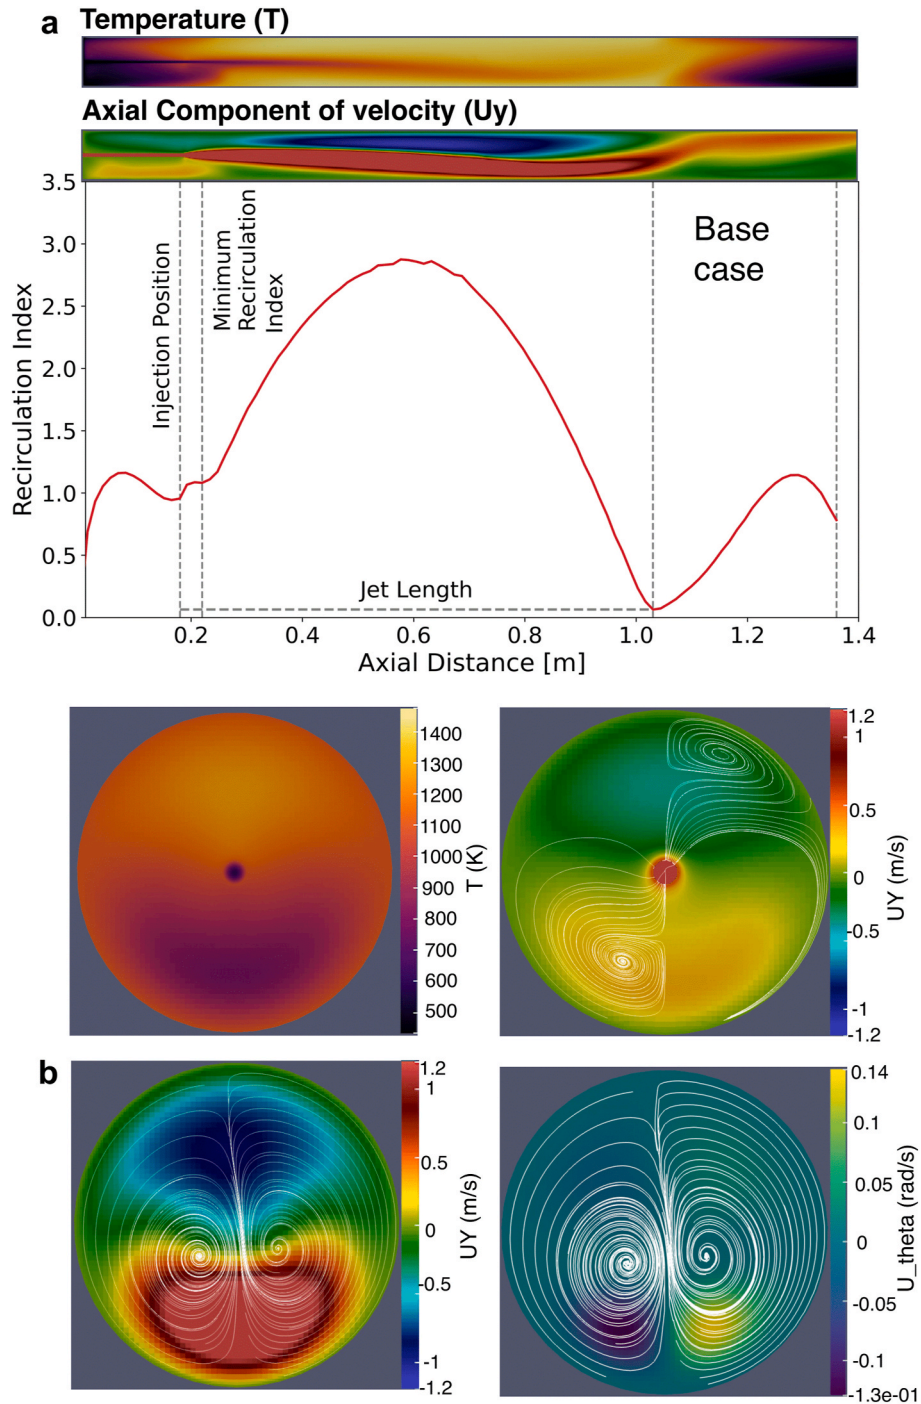 a Temperature (T)
Axial Component of velocity (Uy)
3.5
3.0
2.5
2.0
1.5
1.0
0.5
0.0
Recirculation Index
Injection Position
Minimum
Recirculation
Index
Base
case
Jet Length
0.2 0.4 0.6 0.8 1.0 1.2 1.4
Axial Distance [m]
1400
1300
1200
1100
1000
900
800
700
600
500
T (K)
1.2
1
0.5
0
-0.5
-1
-1.2
UY (m/s)
b
1.2
1
0.5
0
-0.5
-1
-1.2
UY (m/s)
0.14
0.1
0.05
0
-0.05
-0.1
-1.3e-01
U_theta (rad/s)